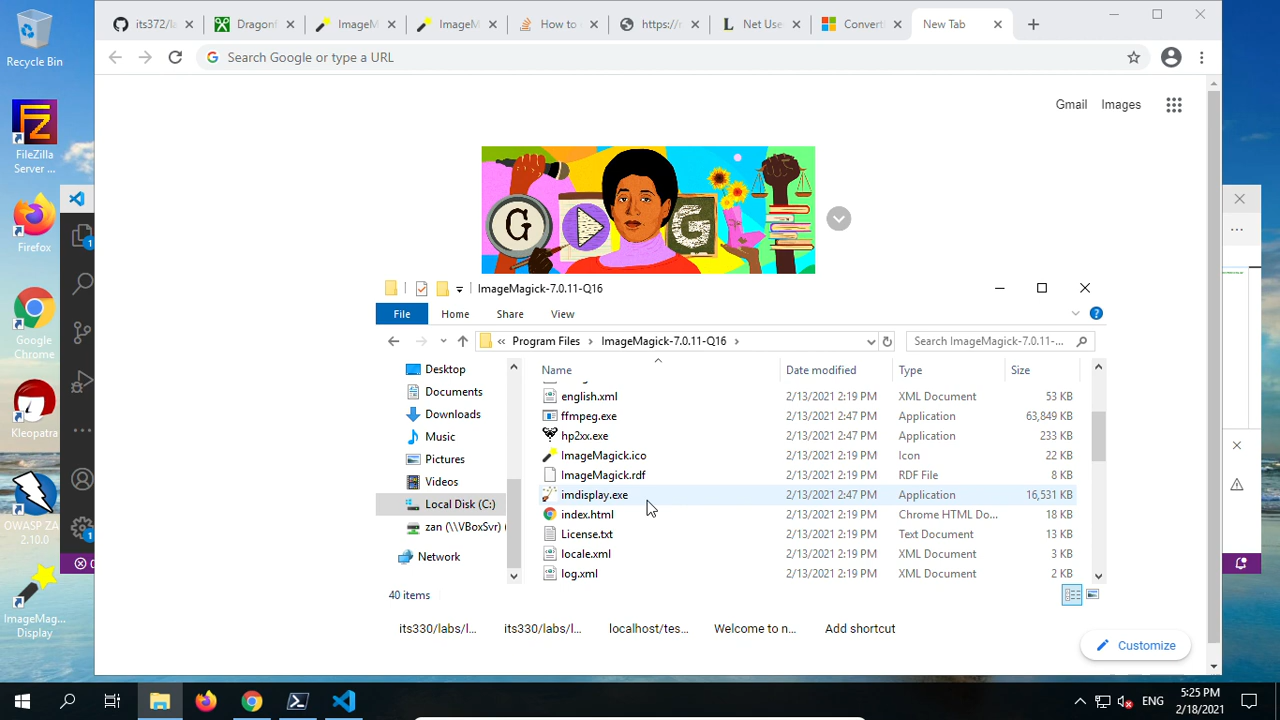 Recycle Bin
FileZilla
Server ...
Firefox
Google
Chrome
Kleopatra
OWASP ZA...
2.10.0
ImageMag...
Display
its372/la
Dragonf
ImageM
ImageM
How to
https://r
Net Use
Converti
New Tab
Search Google or type a URL
Gmail
Images
G
G
ImageMagick-7.0.11-Q16
File
Home
Share
View
Program Files
ImageMagick-7.0.11-Q16
Search ImageMagick-7.0.11-...
Desktop
Documents
Downloads
Music
Pictures
Videos
Local Disk (C:)
zan (\\VBoxSvr) (
Network
Name
Date modified
Type
Size
english.xml 2/13/2021 2:19 PM XML Document 53 KB
ffmpeg.exe 2/13/2021 2:47 PM Application 63,849 KB
hp2xx.exe 2/13/2021 2:47 PM Application 233 KB
ImageMagick.ico 2/13/2021 2:19 PM Icon 22 KB
ImageMagick.rdf 2/13/2021 2:19 PM RDF File 8 KB
imdisplay.exe 2/13/2021 2:47 PM Application 16,531 KB
index.html 2/13/2021 2:19 PM Chrome HTML Do... 18 KB
License.txt 2/13/2021 2:19 PM Text Document 13 KB
locale.xml 2/13/2021 2:19 PM XML Document 3 KB
log.xml 2/13/2021 2:19 PM XML Document 2 KB
40 items
its330/labs/l...
its330/labs/l...
localhost/tes...
Welcome to n...
Add shortcut
Customize
ENG
5:25 PM
2/18/2021